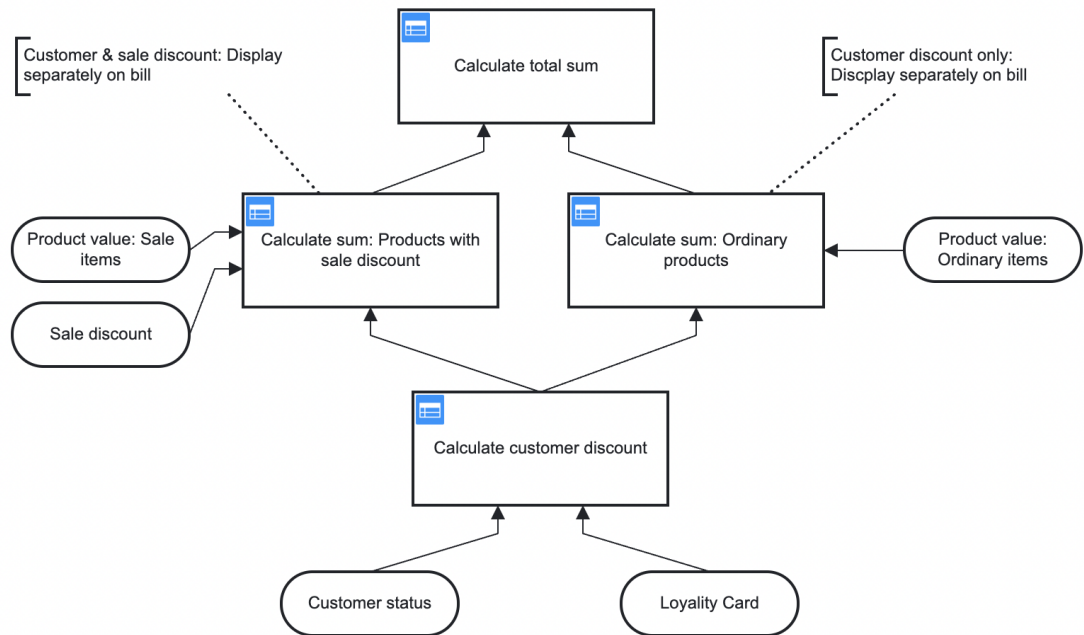 Calculate total sum
Customer & sale discount: Display
separately on bill
Customer discount only:
Discplay separately on bill
Product value: Sale
items
Sale discount
Calculate sum: Products with
sale discount
Calculate sum: Ordinary
products
Product value:
Ordinary items
Calculate customer discount
Customer status
Loyality Card